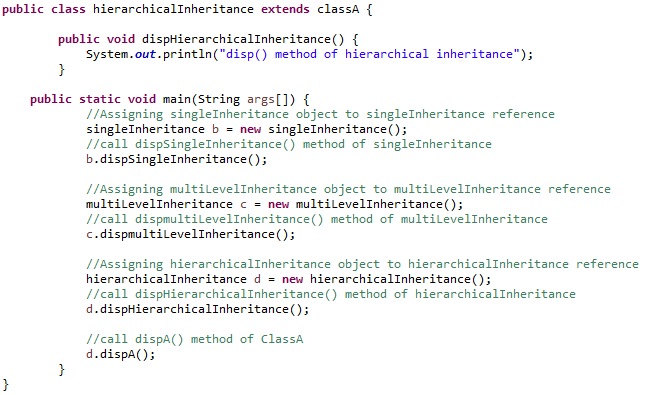 public class hierarchicalInheritance extends classA {
public void dispHierarchicalInheritance() {
System.out.println("disp() method of hierarchical inheritance");
}
public static void main(String args[]) {
//Assigning singleInheritance object to singleInheritance reference
singleInheritance b = new singleInheritance();
//call dispSingleInheritance() method of singleInheritance
b.dispSingleInheritance();
//Assigning multiLevelInheritance object to multiLevelInheritance reference
multiLevelInheritance c = new multiLevelInheritance();
//call dispmultiLevelInheritance() method of multiLevelInheritance
c.dispmultiLevelInheritance();
//Assigning hierarchicalInheritance object to hierarchicalInheritance reference
hierarchicalInheritance d = new hierarchicalInheritance();
//call dispHierarchicalInheritance() method of hierarchicalInheritance
d.dispHierarchicalInheritance();
//call dispA() method of ClassA
d.dispA();
}
}